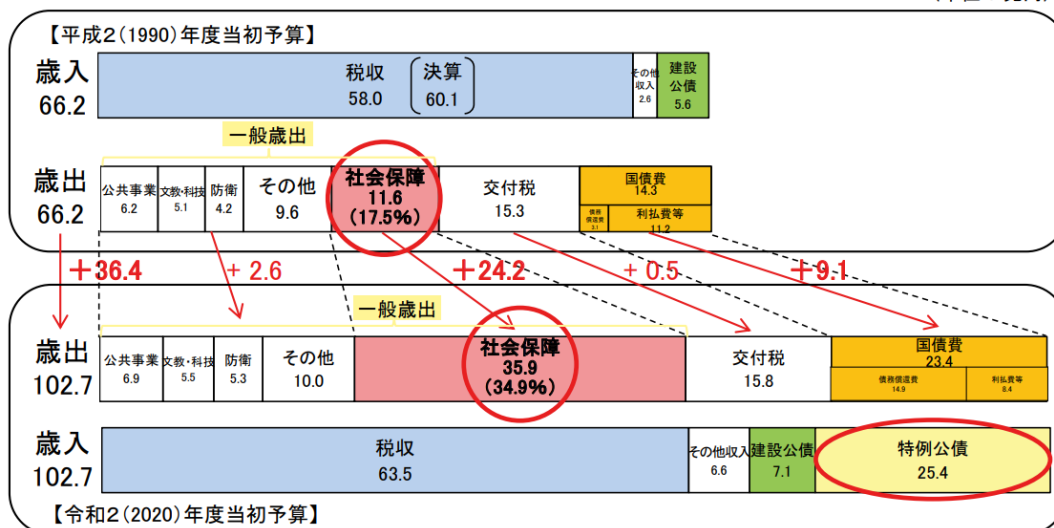 【平成2(1990)年度当初予算】
歳入
66.2
税収
58.0
決算
60.1
その他
収入
2.6
建設
公債
5.6
一般歳出
歳出
66.2
公共事業
6.2
文教・科技
5.1
防衛
4.2
その他
9.6
社会保障
11.6
(17.5%)
交付税
15.3
国債費
14.3
債務
償還費
3.1
利払費等
11.2
+36.4
+2.6
+24.2
+0.5
+9.1
一般歳出
歳出
102.7
公共事業
6.9
文教・科技
5.5
防衛
5.3
その他
10.0
社会保障
35.9
(34.9%)
交付税
15.8
国債費
23.4
債務償還費
14.9
利払費等
8.4
歳入
102.7
税収
63.5
その他収入
6.6
建設公債
7.1
特例公債
25.4
【令和2(2020)年度当初予算】